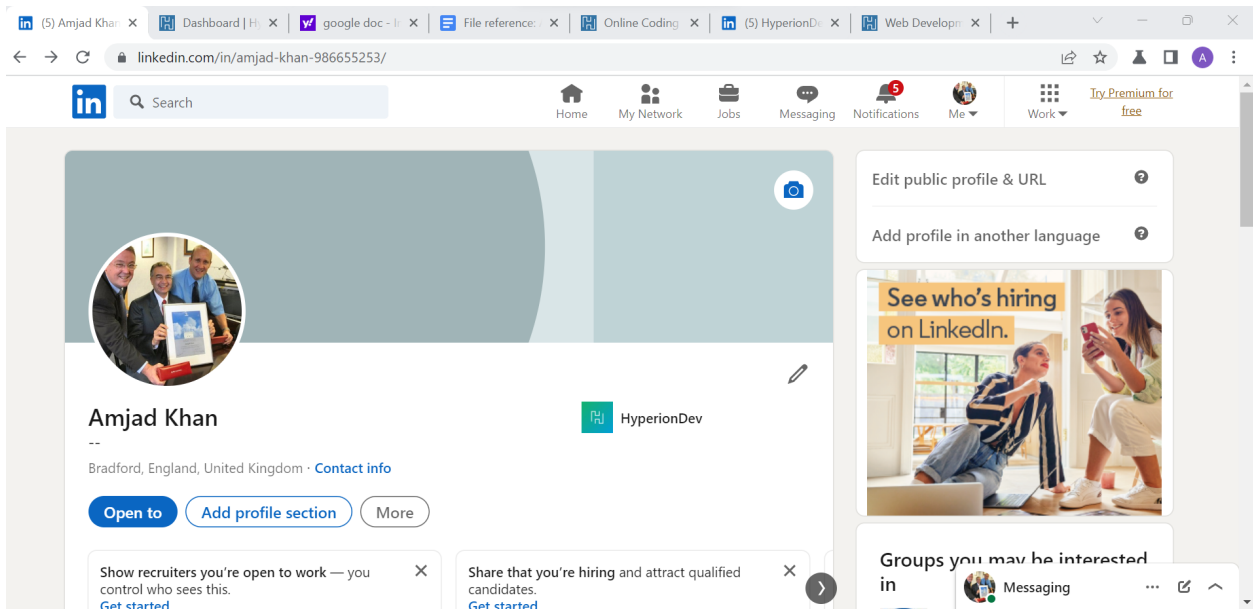 (5) Amjad Khan
Dashboard | Hy
google doc -
File reference:
Online Coding
(5) HyperionDe
Web Developm
linkedin.com/in/amjad-khan-986655253/
A
in
Search
Home
My Network
Jobs
Messaging
5
Notifications
Me
Work
Try Premium for
free
Edit public profile & URL
Add profile in another language
See who's hiring
on LinkedIn.
Amjad Khan
--
Bradford, England, United Kingdom · Contact info
HyperionDev
Open to
Add profile section
More
Show recruiters you're open to work — you
control who sees this.
Get started
Share that you're hiring and attract qualified
candidates.
Get started
Groups you may be interested
in
Messaging